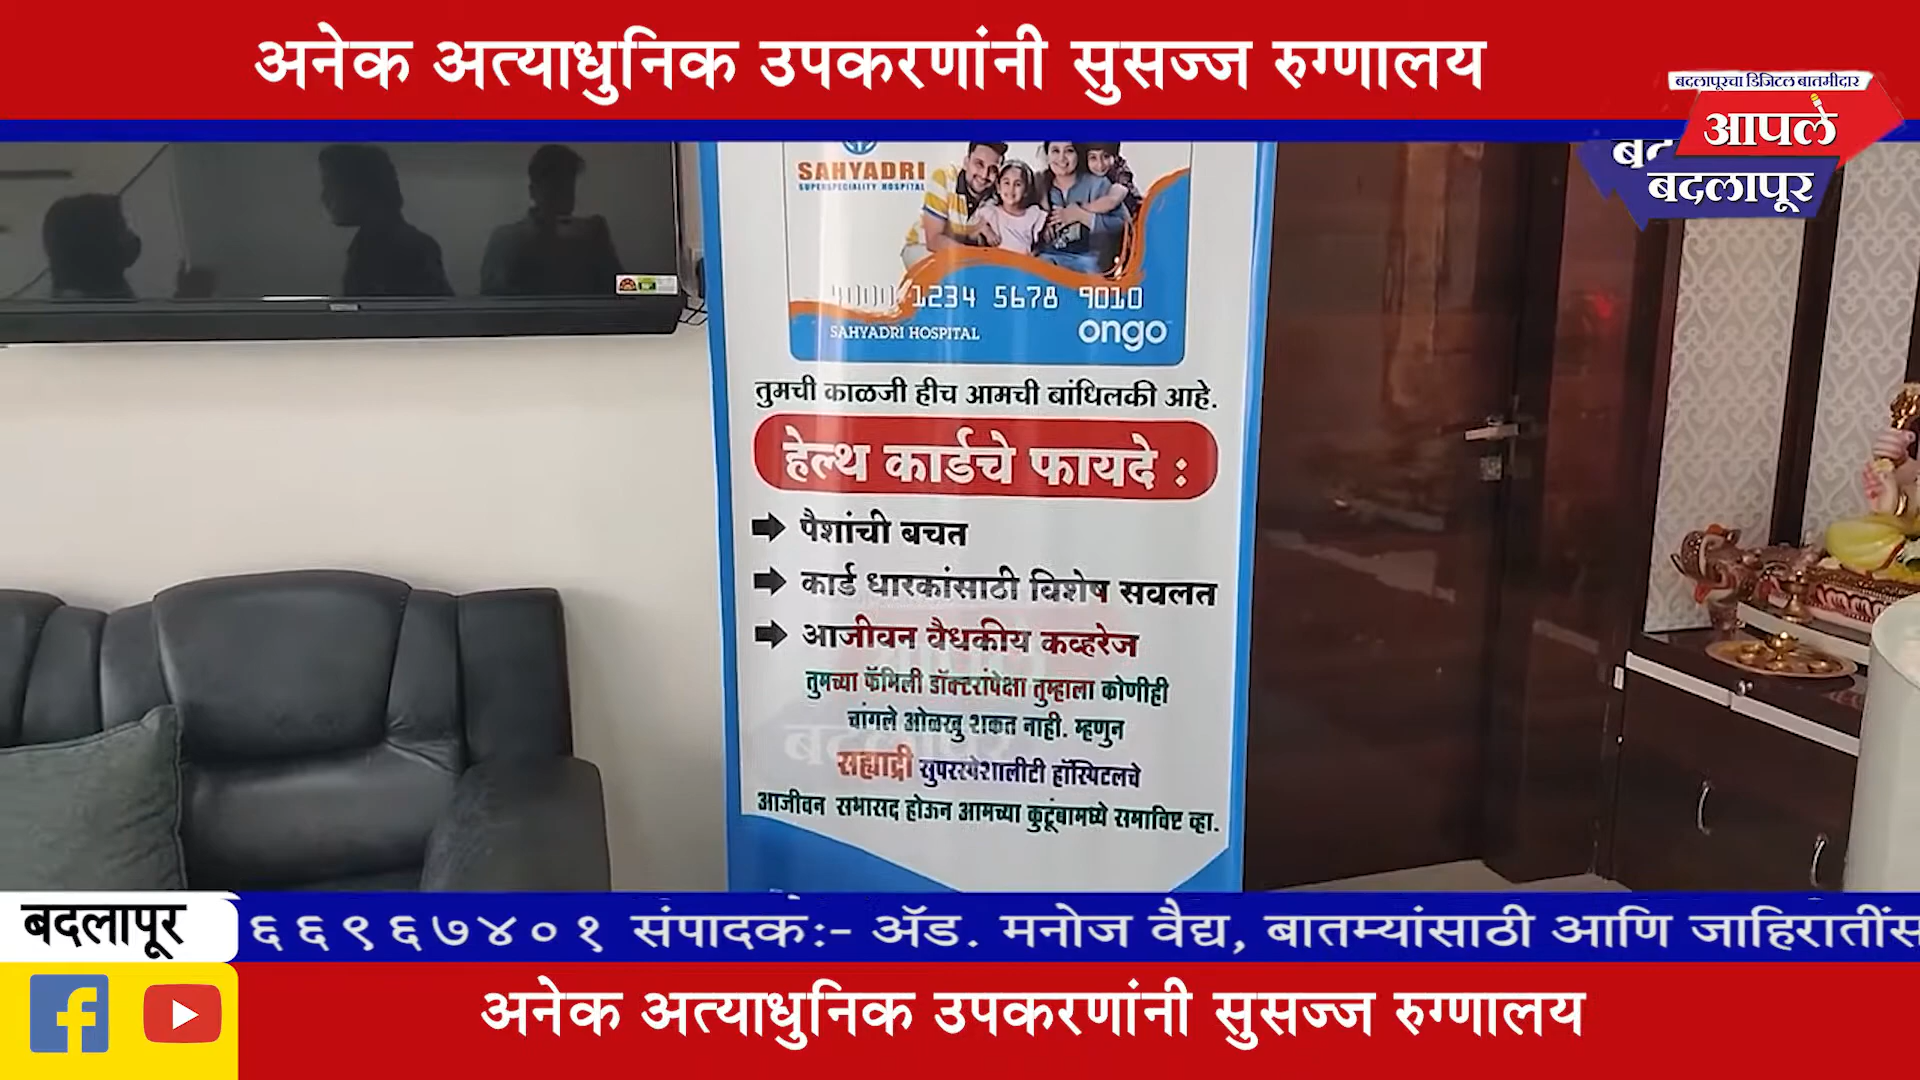 अनेक अत्याधुनिक उपकरणांनी सुसज्ज रुग्णालय
बदलापूरचा डिजिटल बातमीदार
आपले
बदलापूर
SAHYADRI
SUPERSPECIALITY HOSPITAL
1234 5678 9010
SAHYADRI HOSPITAL
ongo
तुमची काळजी हीच आमची बांधिलकी आहे.
हेल्थ कार्डचे फायदे :
पैशांची बचत
कार्ड धारकांसाठी विशेष सवलत
आजीवन वैधकीय कव्हरेज
तुमच्या फॅमिली डॉक्टरांपेक्षा तुम्हाला कोणीही
चांगले ओळखु शकत नाही. म्हणुन
सह्याद्री सुपरस्पेशालीटी हॉस्पिटलचे
आजीवन सभासद होऊन आमच्या कुटूंबामध्ये समाविष्ट व्हा.
बदलापूर
६६९६७४०१ संपादक:- ॲड. मनोज वैद्य, बातम्यांसाठी आणि जाहिरातींस
अनेक अत्याधुनिक उपकरणांनी सुसज्ज रुग्णालय